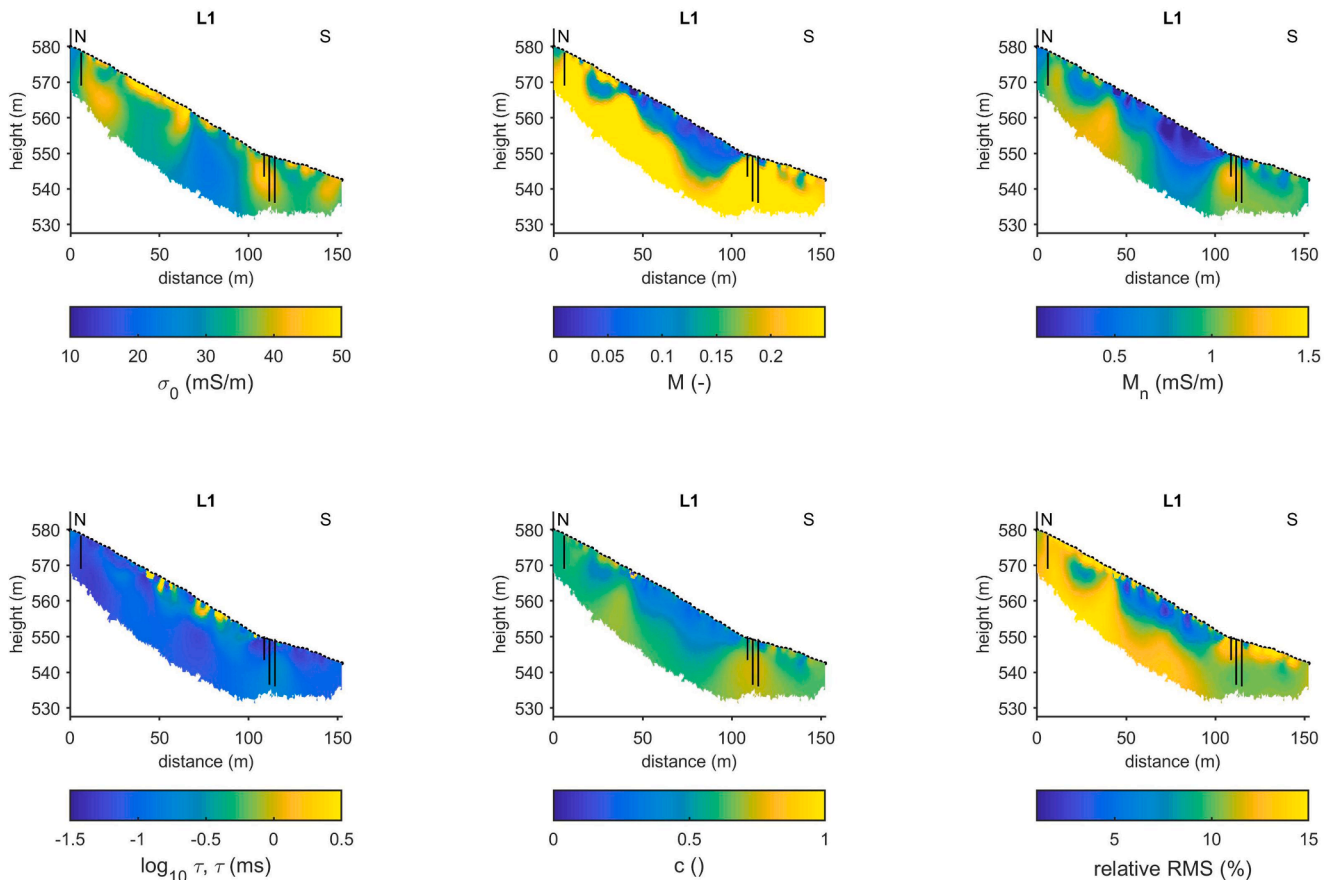 L1 L1 L1
N S N S N S
580 580 580
570 570 570
560 560 560
550 550 550
540 540 540
530 530 530
height (m) height (m) height (m)
0 50 100 150 0 50 100 150 0 50 100 150
distance (m) distance (m) distance (m)
10 20 30 40 50 0 0.05 0.1 0.15 0.2 0.5 1 1.5
σ0 (mS/m) M (-) Mn (mS/m)
L1 L1 L1
N S N S N S
580 580 580
570 570 570
560 560 560
550 550 550
540 540 540
530 530 530
height (m) height (m) height (m)
0 50 100 150 0 50 100 150 0 50 100 150
distance (m) distance (m) distance (m)
-1.5 -1 -0.5 0 0.5 0 0.5 1 5 10 15
log10 τ, τ (ms) c () relative RMS (%)